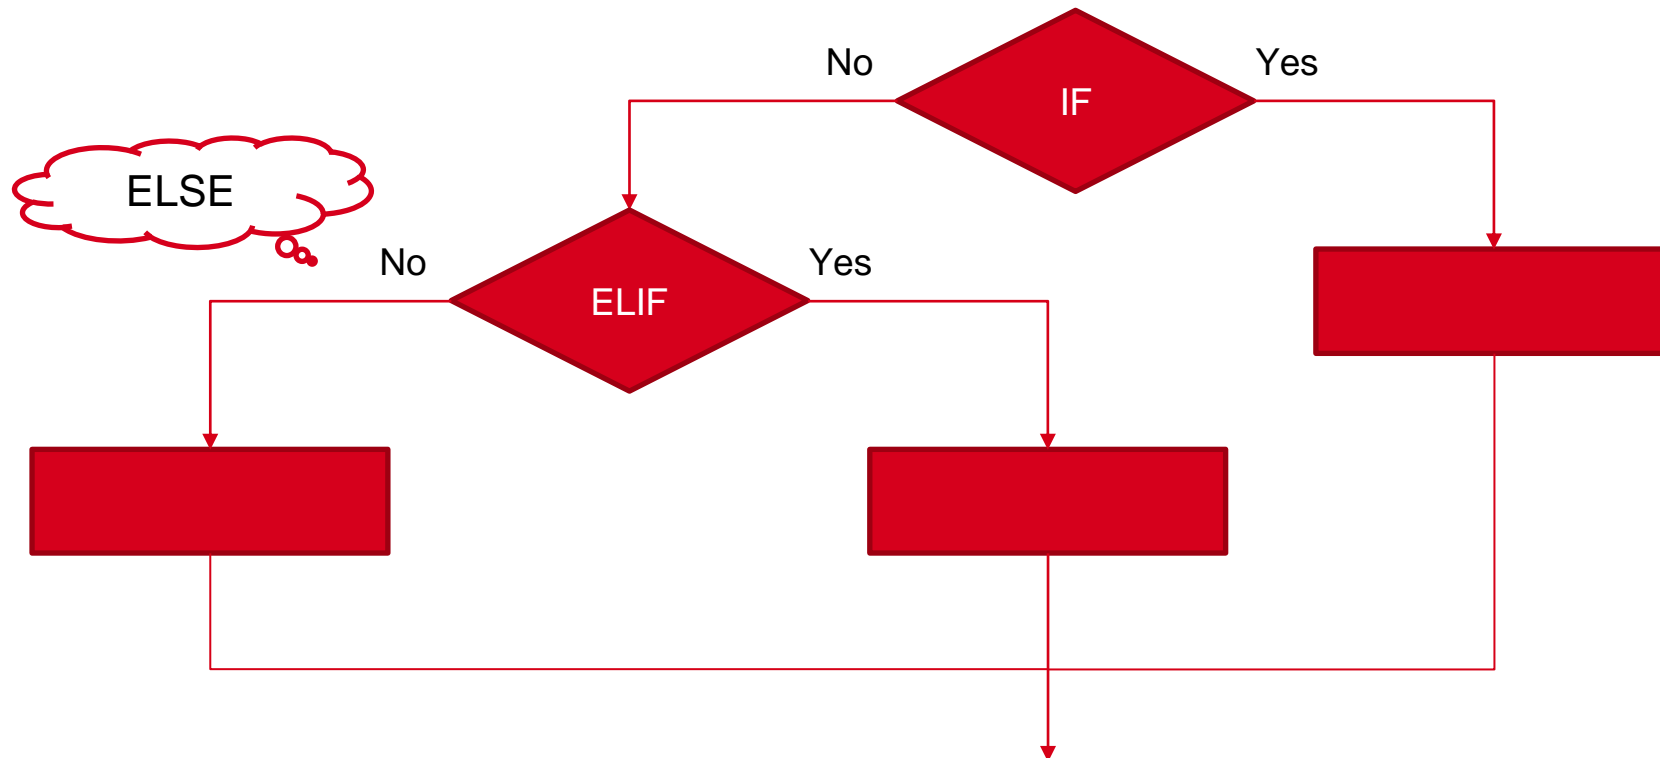 No
Yes
IF
ELSE
No
Yes
ELIF